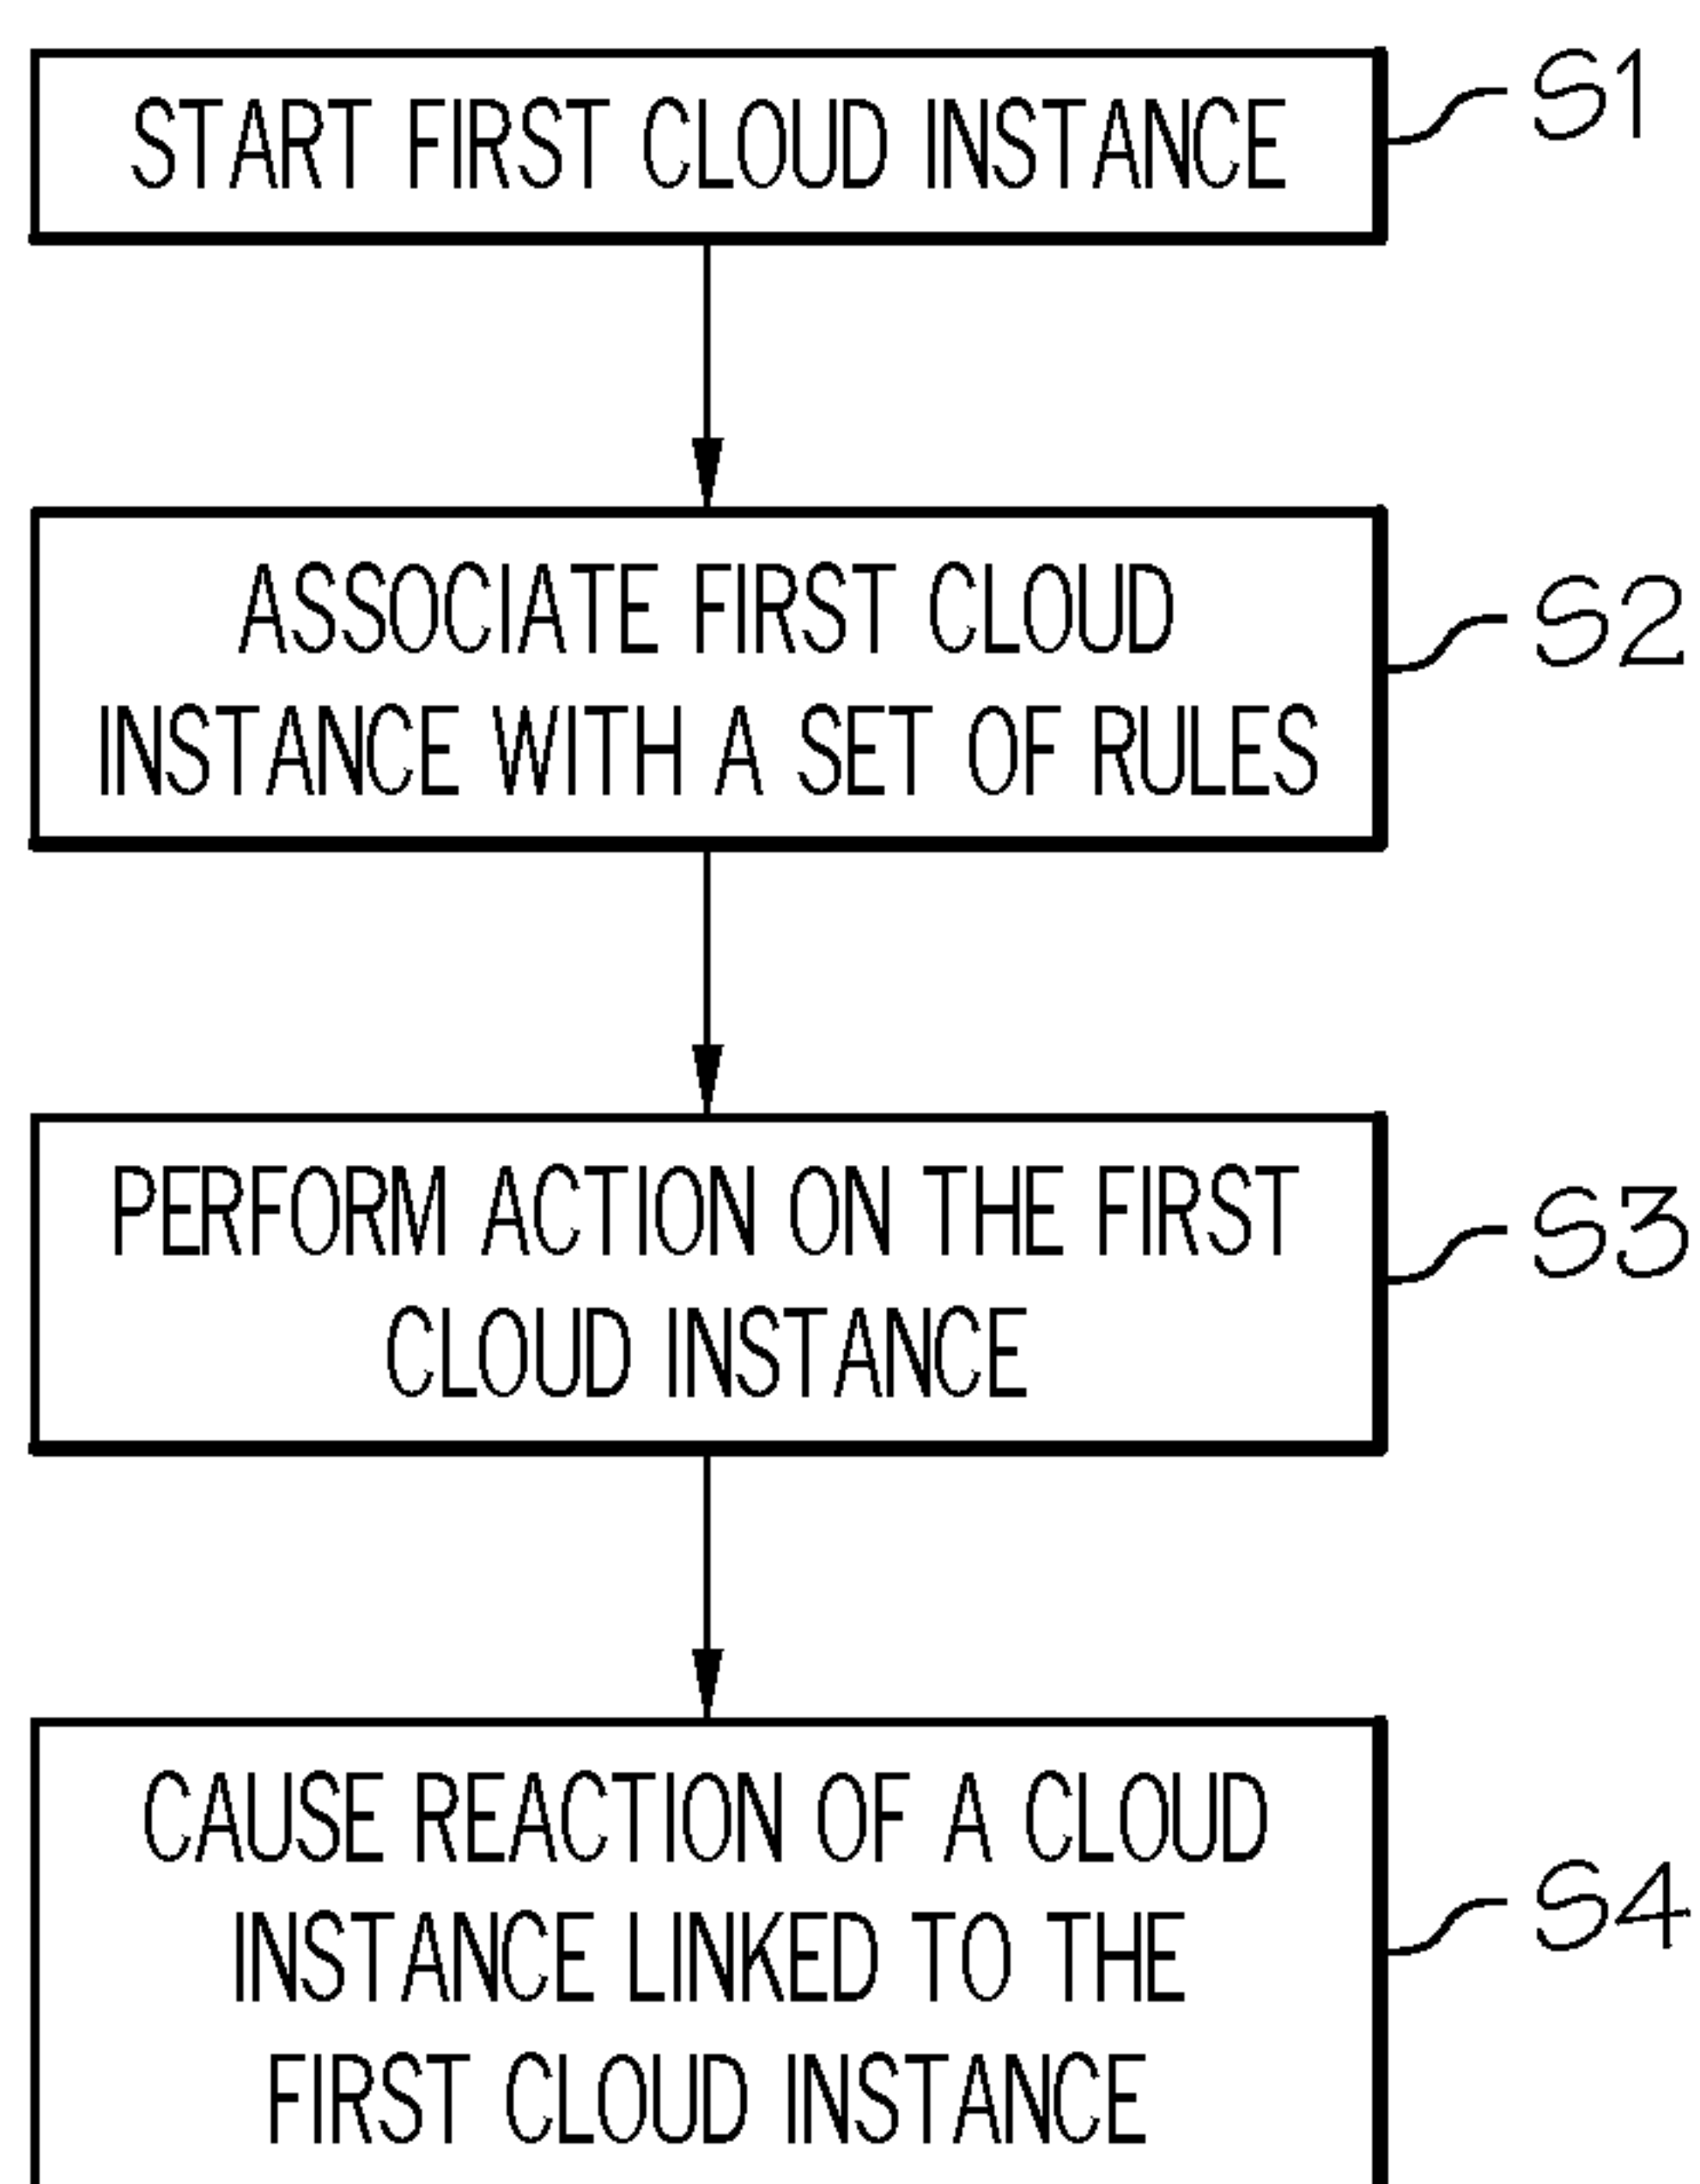 START FIRST CLOUD INSTANCE
S1
ASSOCIATE FIRST CLOUD
INSTANCE WITH A SET OF RULES
S2
PERFORM ACTION ON THE FIRST
CLOUD INSTANCE
S3
CAUSE REACTION OF A CLOUD
INSTANCE LINKED TO THE
FIRST CLOUD INSTANCE
S4